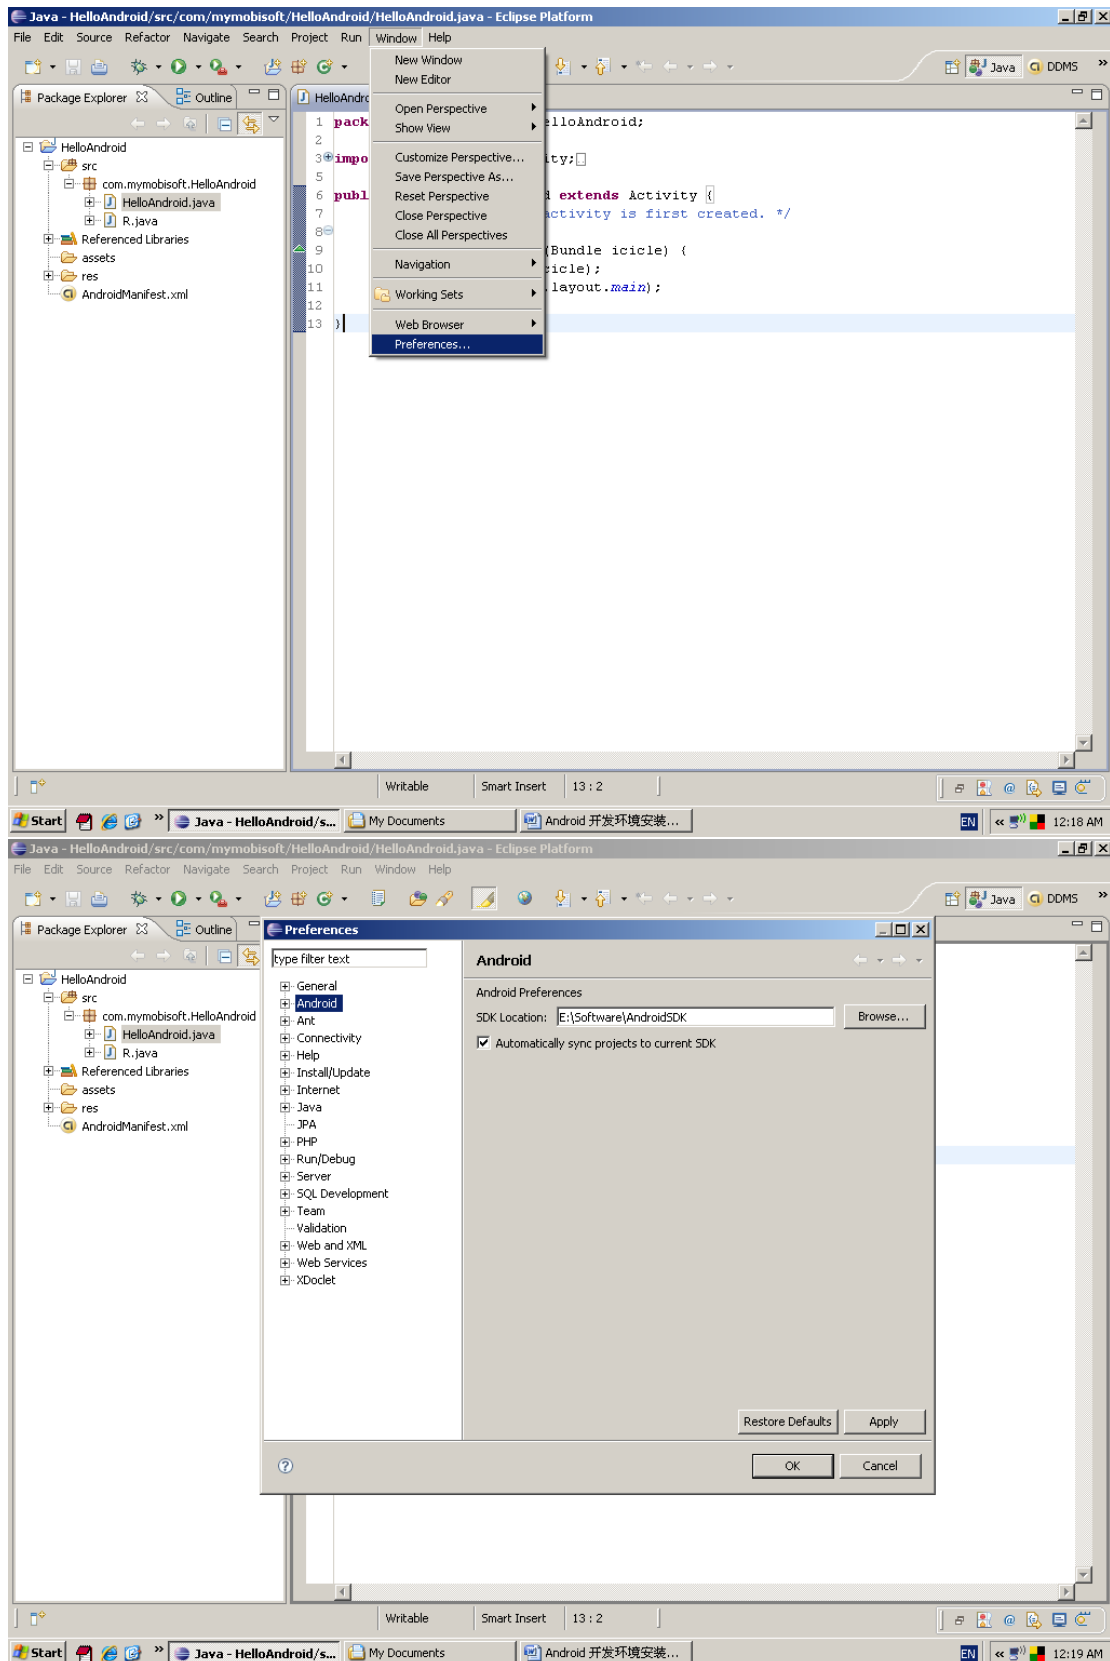 Java - HelloAndroid/src/com/mymobisoft/HelloAndroid/HelloAndroid.java - Eclipse Platform
File Edit Source Refactor Navigate Search Project Run Window Help
Java DDMS »
Package Explorer Outline
HelloAndroid
src
com.mymobisoft.HelloAndroid
HelloAndroid.java
R.java
Referenced Libraries
assets
res
AndroidManifest.xml
New Window
New Editor
Open Perspective
Show View
Customize Perspective...
Save Perspective As...
Reset Perspective
Close Perspective
Close All Perspectives
Navigation
Working Sets
Web Browser
Preferences...
HelloAndro
1 pack elloAndroid;
2
3 impo ity;
5
6 publ d extends Activity {
7 activity is first created. */
8
9 (Bundle icicle) {
10 icle);
11 .layout.main);
12
13 }
Writable Smart Insert 13 : 2
Start » Java - HelloAndroid/s... My Documents Android 开发环境安装... EN « 12:18 AM
Java - HelloAndroid/src/com/mymobisoft/HelloAndroid/HelloAndroid.java - Eclipse Platform
File Edit Source Refactor Navigate Search Project Run Window Help
Java DDMS »
Package Explorer Outline
HelloAndroid
src
com.mymobisoft.HelloAndroid
HelloAndroid.java
R.java
Referenced Libraries
assets
res
AndroidManifest.xml
Preferences
type filter text
General
Android
Ant
Connectivity
Help
Install/Update
Internet
Java
JPA
PHP
Run/Debug
Server
SQL Development
Team
Validation
Web and XML
Web Services
XDoclet
Android
Android Preferences
SDK Location: E:\Software\AndroidSDK Browse...
Automatically sync projects to current SDK
Restore Defaults Apply
OK Cancel
Writable Smart Insert 13 : 2
Start » Java - HelloAndroid/s... My Documents Android 开发环境安装... EN « 12:19 AM